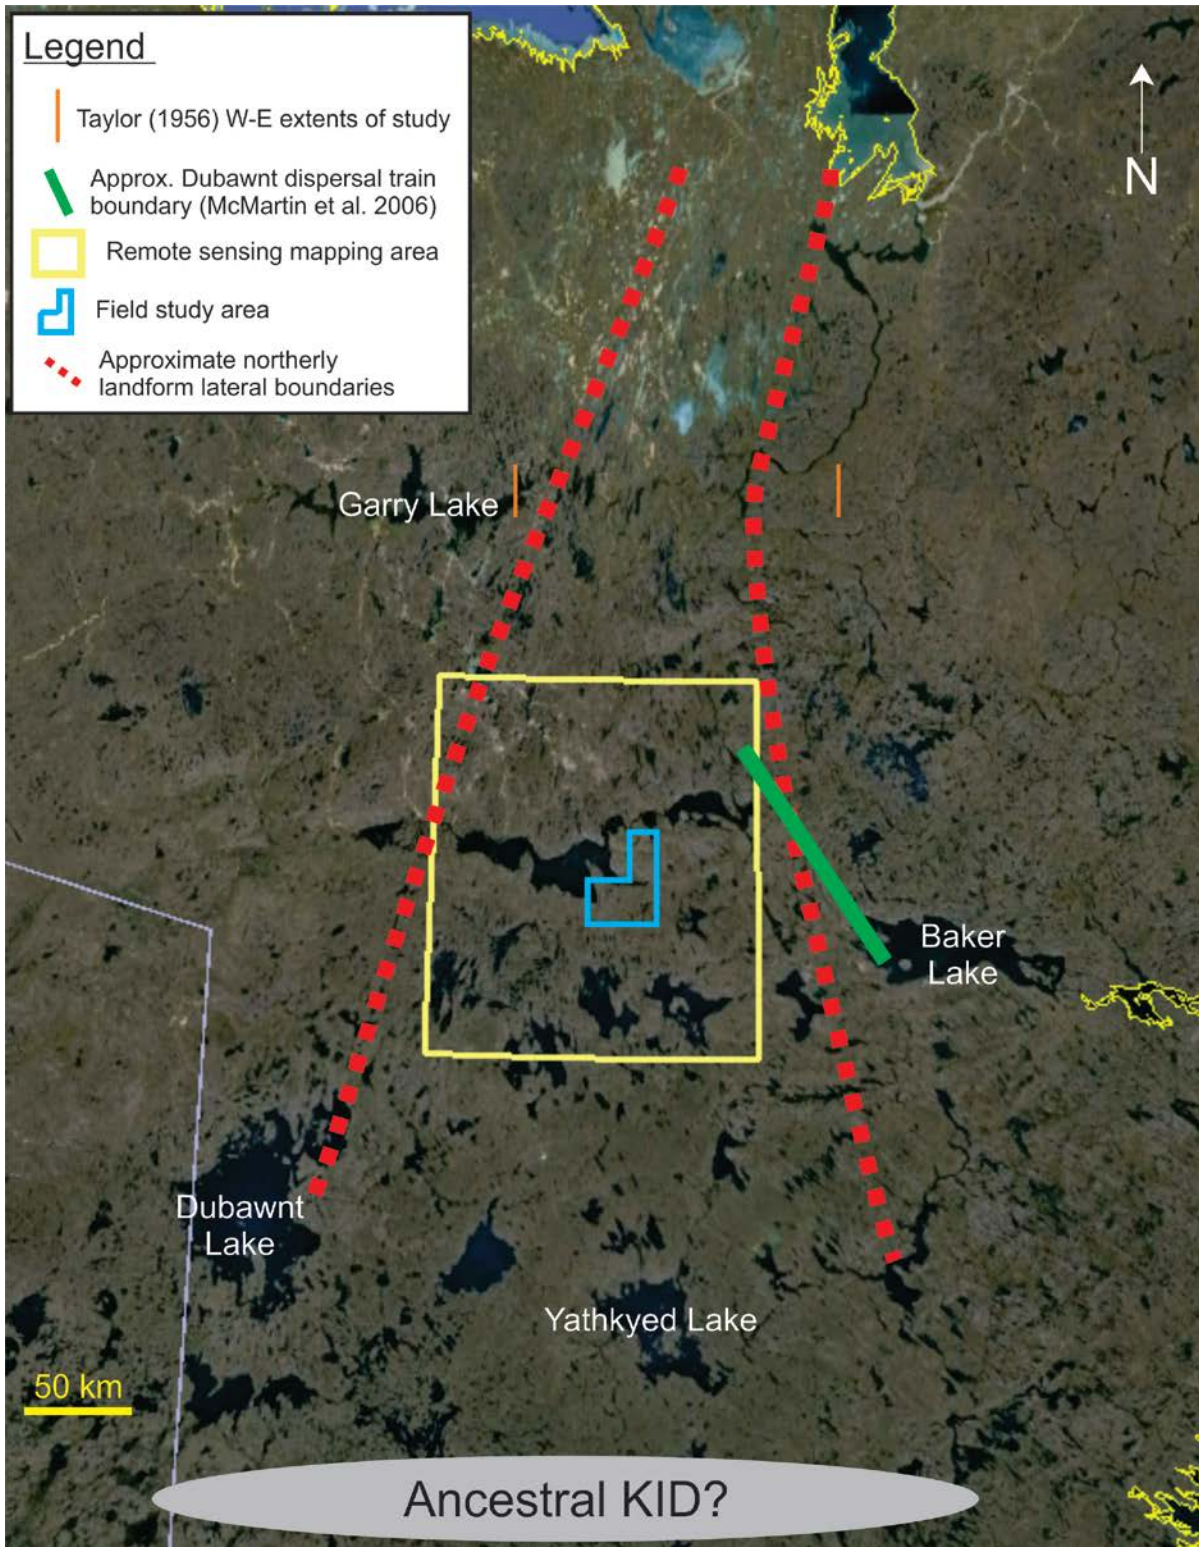 Legend
Taylor (1956) W-E extents of study
Approx. Dubawnt dispersal train
boundary (McMartin et al. 2006)
Remote sensing mapping area
Field study area
Approximate northerly
landform lateral boundaries
N
Garry Lake
Baker
Lake
Dubawnt
Lake
Yathkyed Lake
50 km
Ancestral KID?